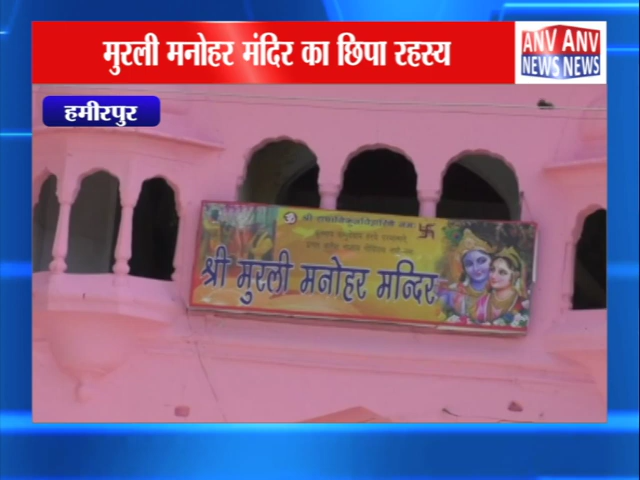 मुरली मनोहर मंदिर का छिपा रहस्य
ANV ANV
NEWS NEWS
हमीरपुर
श्री मुरली मनोहर मन्दिर